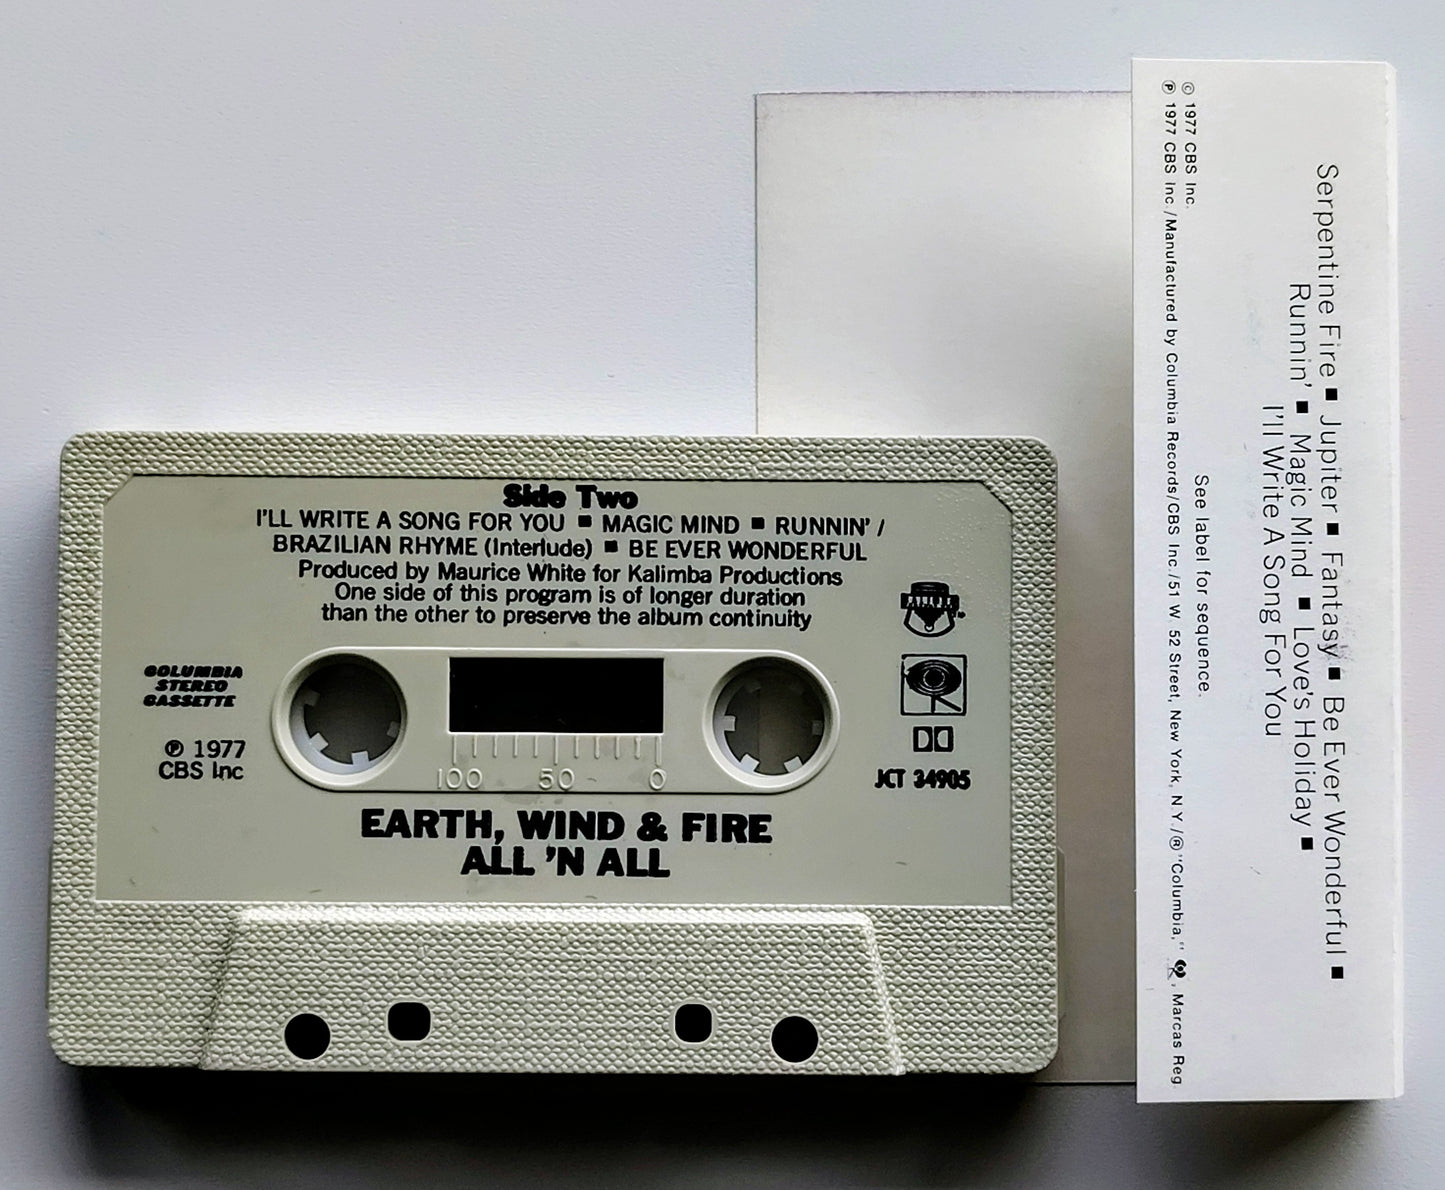 Side Two
I'LL WRITE A SONG FOR YOU ■ MAGIC MIND ■ RUNNIN' /
BRAZILIAN RHYME (Interlude) ■ BE EVER WONDERFUL
Produced by Maurice White for Kalimba Productions
One side of this program is of longer duration
than the other to preserve the album continuity
COLUMBIA
STEREO
CASSETTE
℗ 1977
CBS Inc
100 50 0
JCT 34905
EARTH, WIND & FIRE
ALL 'N ALL
Serpentine Fire ■ Jupiter ■ Fantasy ■ Be Ever Wonderful ■
Runnin' ■ Magic Mind ■ Love's Holiday ■
I'll Write A Song For You
See label for sequence.
© 1977 CBS Inc.
℗ 1977 CBS Inc./Manufactured by Columbia Records/CBS Inc./51 W. 52 Street, New York, N.Y./® "Columbia," , Marcas Reg